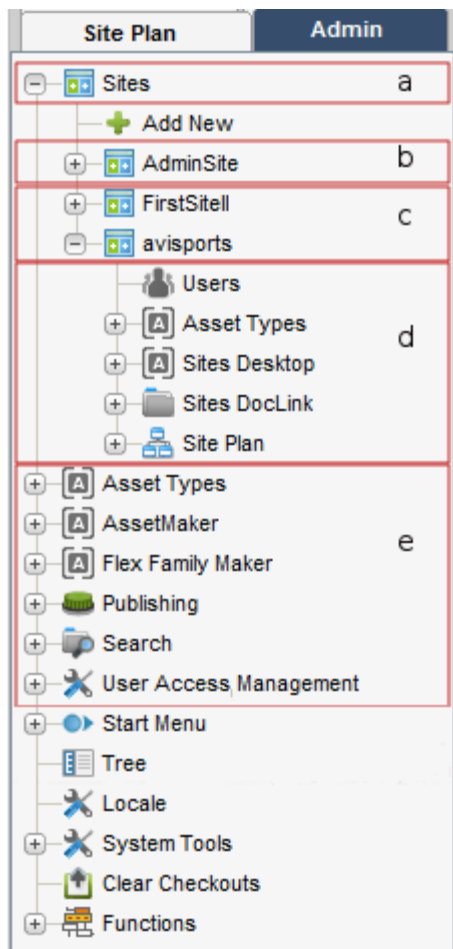 Site Plan Admin
Sites a
Add New
AdminSite b
FirstSiteII c
avisports
Users
Asset Types d
Sites Desktop
Sites DocLink
Site Plan
Asset Types
AssetMaker e
Flex Family Maker
Publishing
Search
User Access Management
Start Menu
Tree
Locale
System Tools
Clear Checkouts
Functions